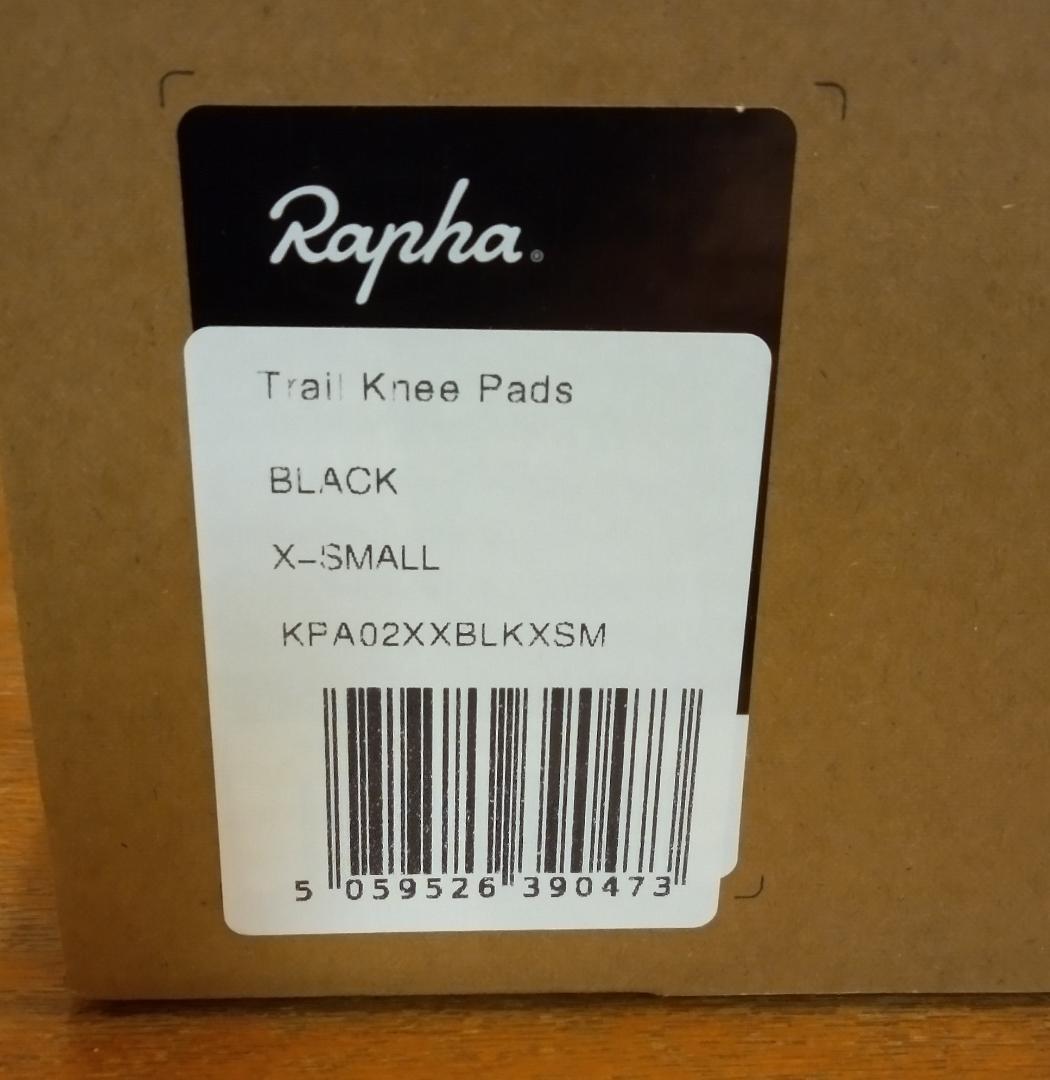 Rapha®
Trail Knee Pads
BLACK
X-SMALL
KPA02XXBLKXSM
5 059526 390473